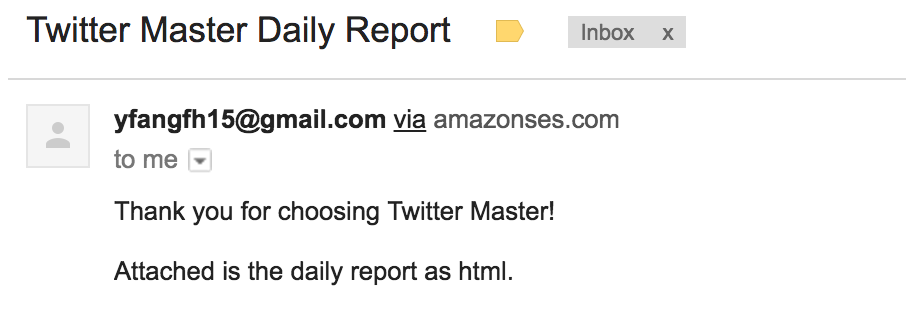 Twitter Master Daily Report Inbox x
yfangfh15@gmail.com via amazonses.com
to me
Thank you for choosing Twitter Master!
Attached is the daily report as html.